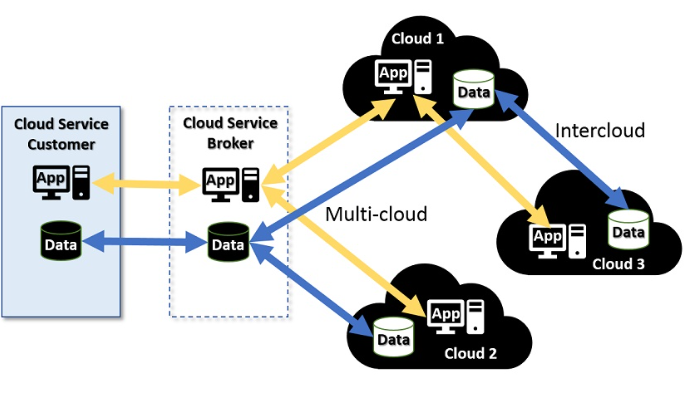 Cloud 1
App
Data
Cloud Service
Customer
App
Data
Cloud Service
Broker
App
Data
Intercloud
Multi-cloud
App
Data
Cloud 3
App
Data
Cloud 2